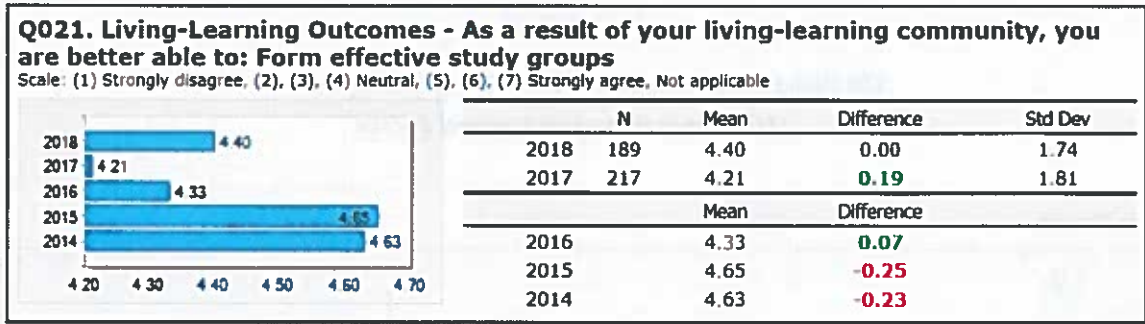 Q021. Living-Learning Outcomes - As a result of your living-learning community, you
are better able to: Form effective study groups
Scale: (1) Strongly disagree, (2), (3), (4) Neutral, (5), (6), (7) Strongly agree, Not applicable
2018 4.40
2017 4.21
2016 4.33
2015 4.65
2014 4.63
4.20 4.30 4.40 4.50 4.60 4.70
N Mean Difference Std Dev
2018 189 4.40 0.00 1.74
2017 217 4.21 0.19 1.81
Mean Difference
2016 4.33 0.07
2015 4.65 -0.25
2014 4.63 -0.23